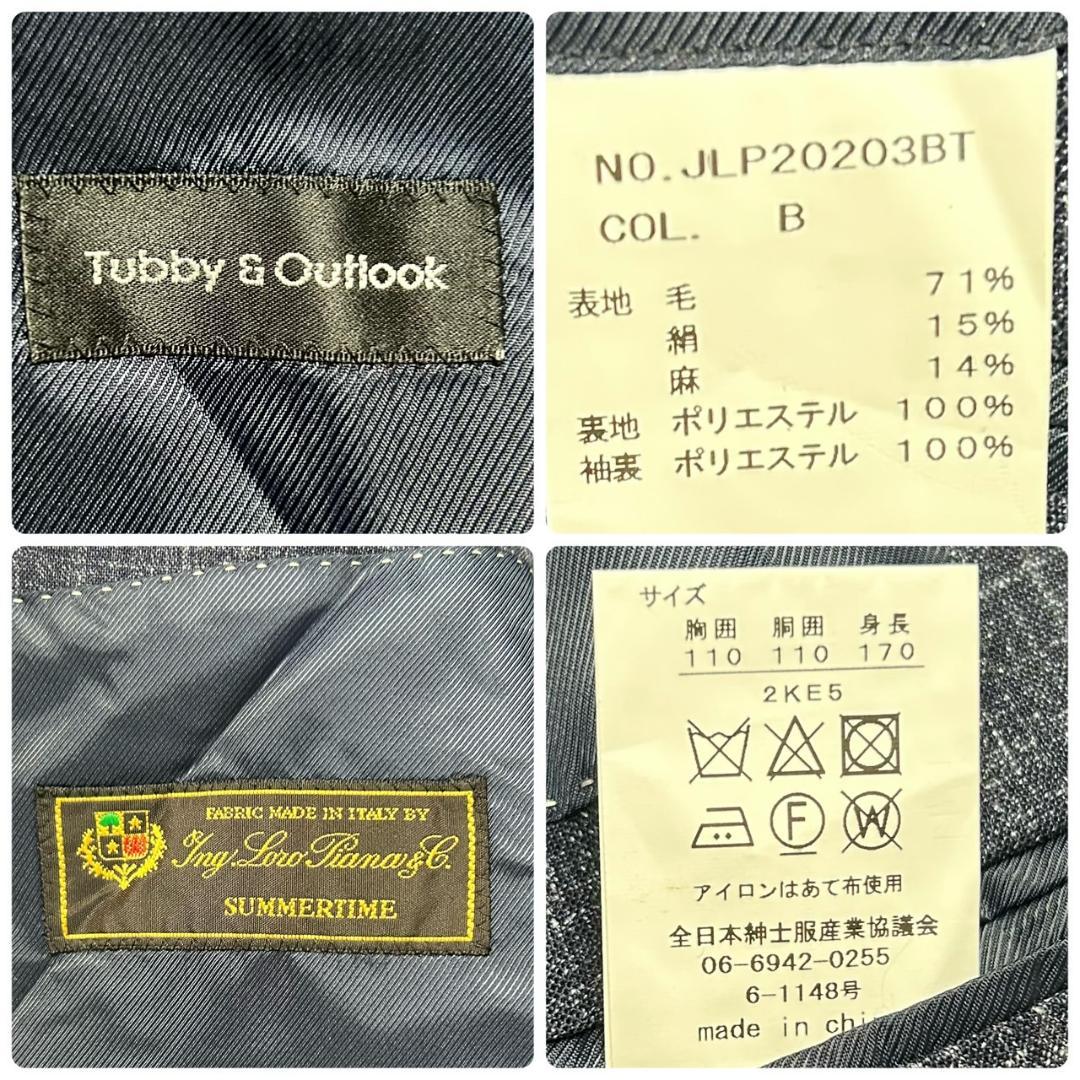 Tubby & Outlook
NO.JLP20203BT
COL. B
表地 毛 71%
絹 15%
麻 14%
裏地 ポリエステル 100%
袖裏 ポリエステル 100%
FABRIC MADE IN ITALY BY
Ing. Loro Piana & C.
SUMMERTIME
サイズ
胸囲 胴囲 身長
110 110 170
2KE5
F W
アイロンはあて布使用
全日本紳士服産業協議会
06-6942-0255
6-1148号
made in chi